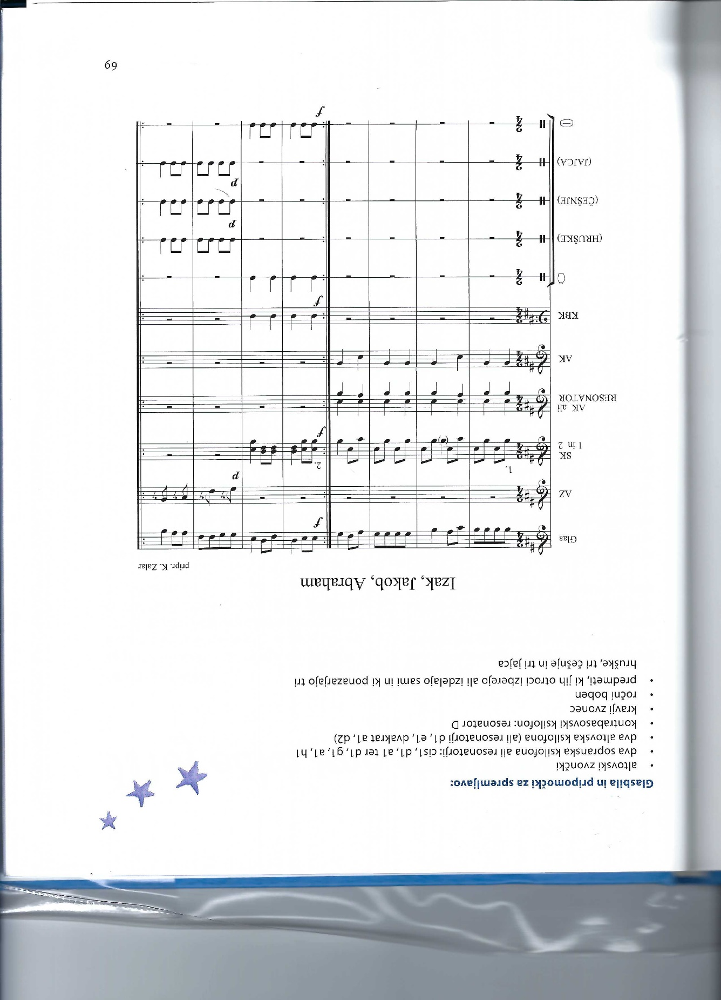 Glasbila in pripomočki za spremljavo:
• altovski zvončki
• dva sopranska ksilofona ali resonatorji: cis1, d1, a1 ter d1, g1, a1, h1
• dva altovska ksilofona (ali resonatorji d1, e1, dvakrat a1, d2)
• kontrabasovski ksilofon: resonator D
• kravji zvonec
• ročni boben
• predmeti, ki jih otroci izberejo ali izdelajo sami in ki ponazarjajo tri
hruške, tri češnje in tri jajca
Izak, Jakob, Abraham
pripr. K. Zalar
Glas
f
AZ
p
1.
2.
SK
1 in 2
f
AK ali
RESONATOR
AK
KBK
f
(HRUŠKE)
p
(ČEŠNJE)
p
(JAJCA)
f
69